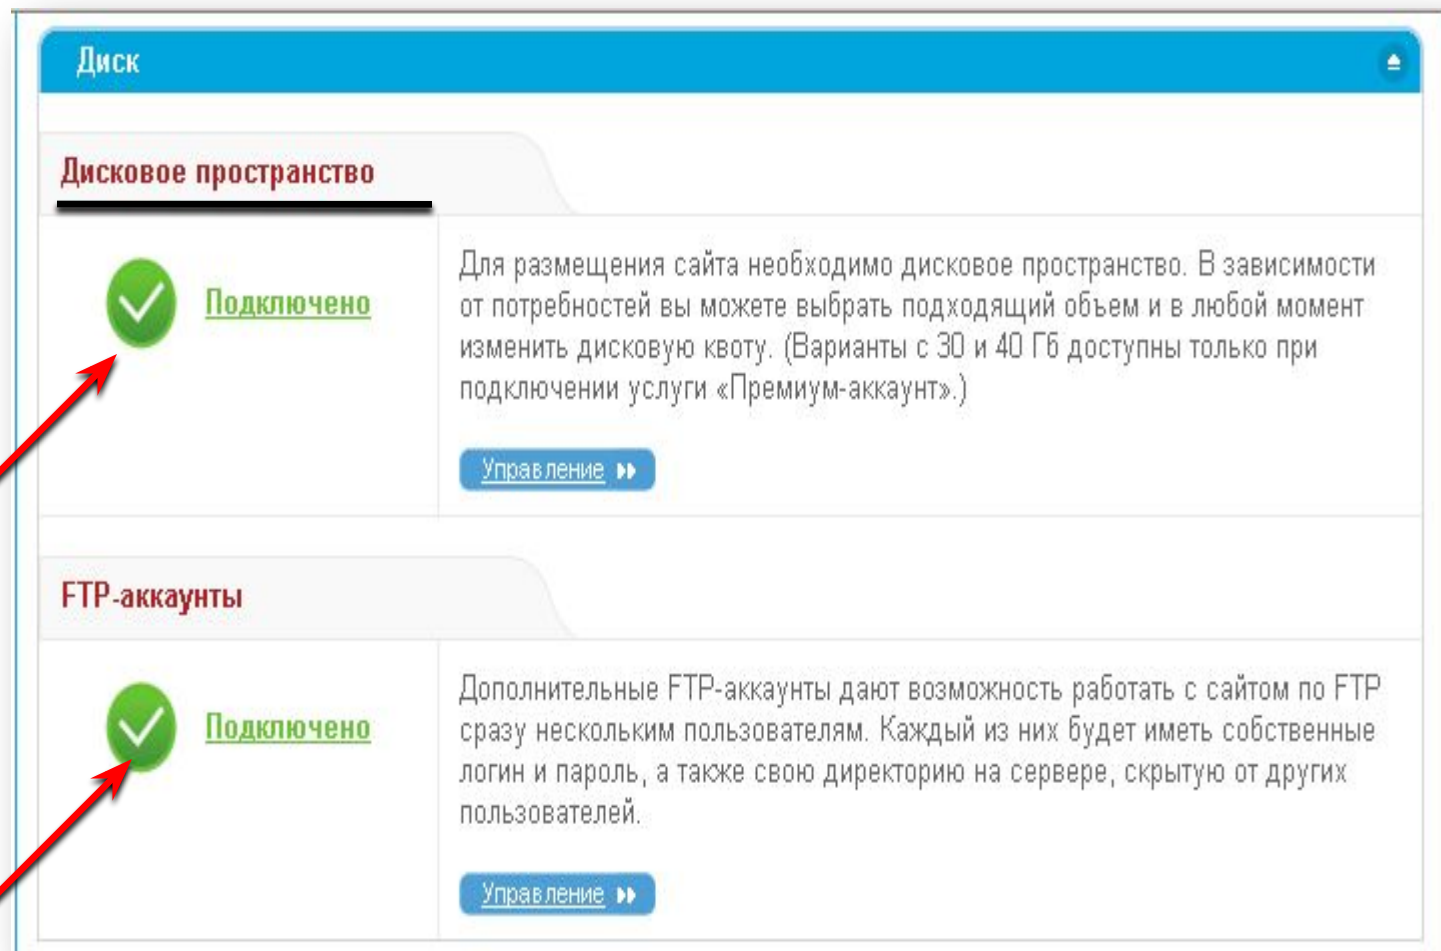 Диск
Дисковое пространство
Подключено
Для размещения сайта необходимо дисковое пространство. В зависимости
от потребностей вы можете выбрать подходящий объем и в любой момент
изменить дисковую квоту. (Варианты с 30 и 40 Гб доступны только при
подключении услуги «Премиум-аккаунт».)
Управление
FTP-аккаунты
Подключено
Дополнительные FTP-аккаунты дают возможность работать с сайтом по FTP
сразу нескольким пользователям. Каждый из них будет иметь собственные
логин и пароль, а также свою директорию на сервере, скрытую от других
пользователей.
Управление